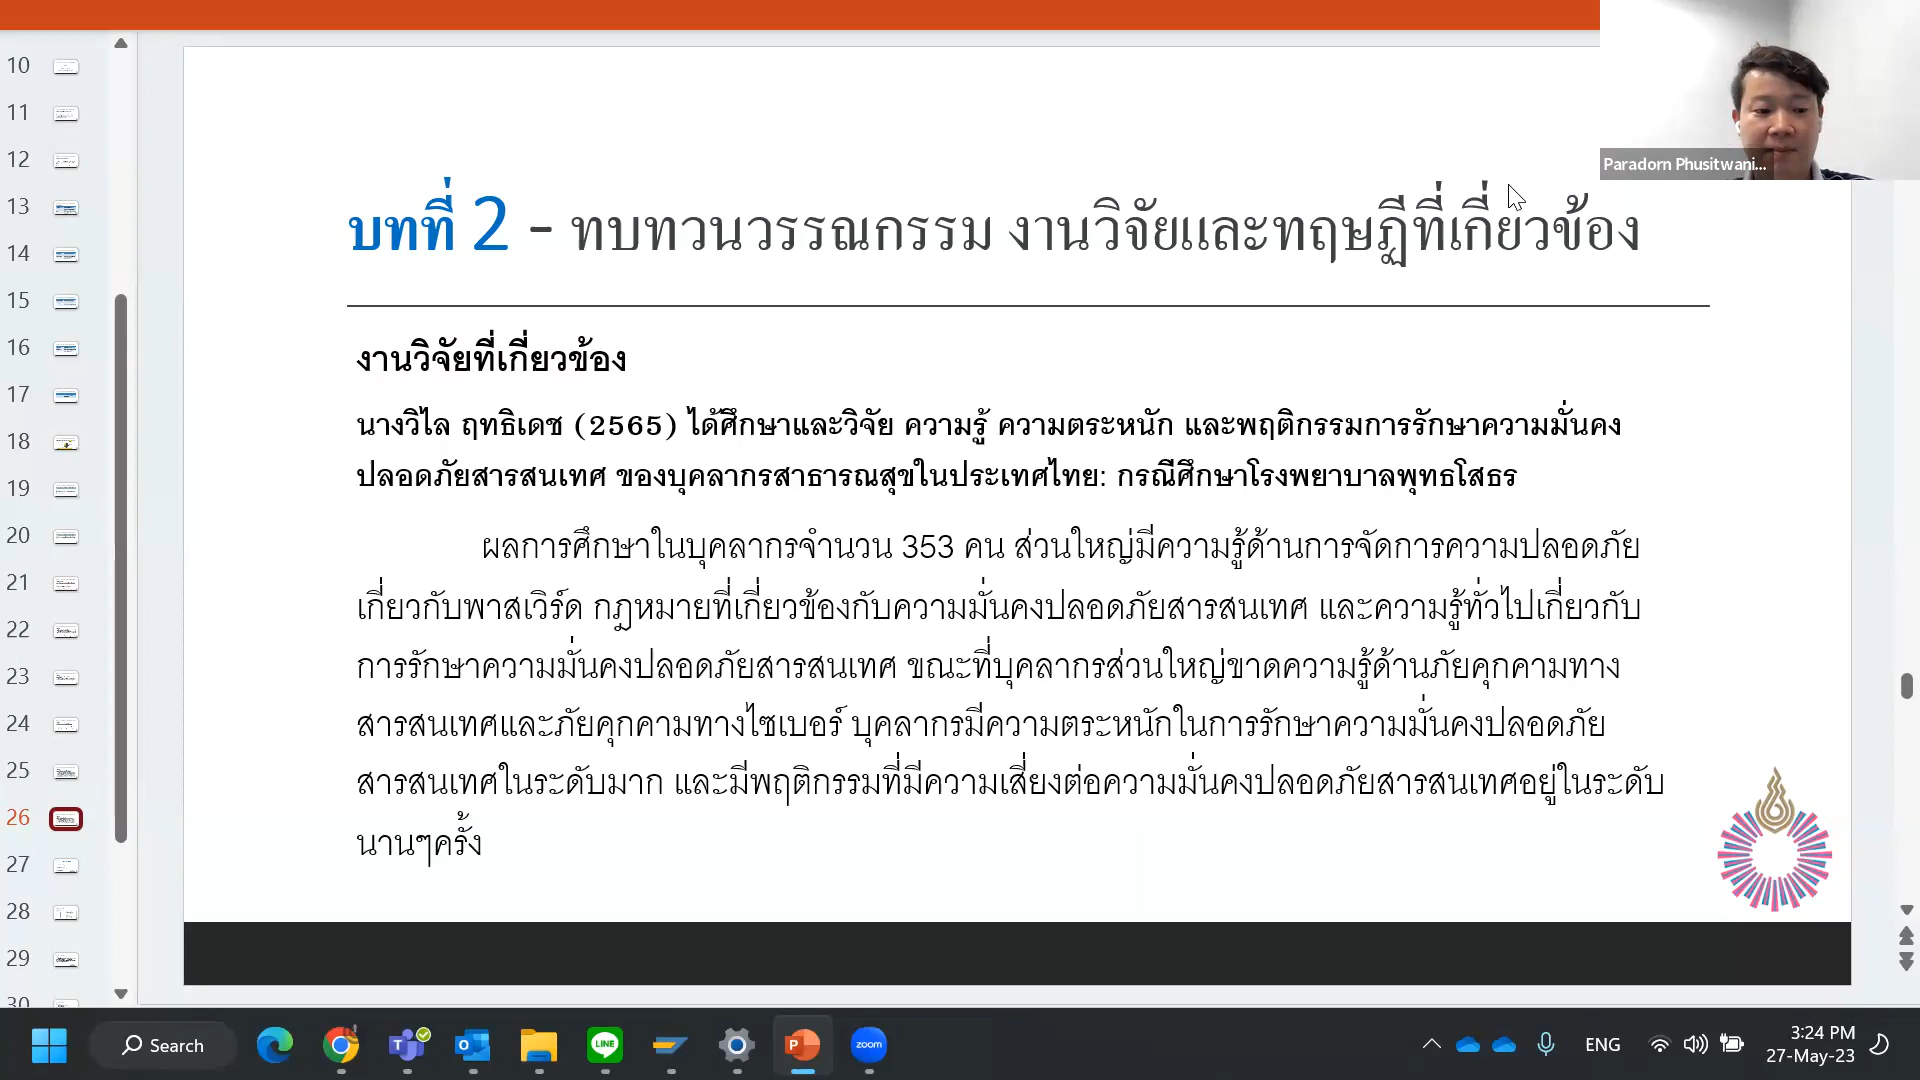 Paradorn Phusitwani...
บทที่ 2 - ทบทวนวรรณกรรม งานวิจัยและทฤษฎีที่เกี่ยวข้อง
งานวิจัยที่เกี่ยวข้อง
นางวิไล ฤทธิเดช (2565) ได้ศึกษาและวิจัย ความรู้ ความตระหนัก และพฤติกรรมการรักษาความมั่นคง
ปลอดภัยสารสนเทศ ของบุคลากรสาธารณสุขในประเทศไทย: กรณีศึกษาโรงพยาบาลพุทธโสธร
ผลการศึกษาในบุคลากรจำนวน 353 คน ส่วนใหญ่มีความรู้ด้านการจัดการความปลอดภัย
เกี่ยวกับพาสเวิร์ด กฎหมายที่เกี่ยวข้องกับความมั่นคงปลอดภัยสารสนเทศ และความรู้ทั่วไปเกี่ยวกับ
การรักษาความมั่นคงปลอดภัยสารสนเทศ ขณะที่บุคลากรส่วนใหญ่ขาดความรู้ด้านภัยคุกคามทาง
สารสนเทศและภัยคุกคามทางไซเบอร์ บุคลากรมีความตระหนักในการรักษาความมั่นคงปลอดภัย
สารสนเทศในระดับมาก และมีพฤติกรรมที่มีความเสี่ยงต่อความมั่นคงปลอดภัยสารสนเทศอยู่ในระดับ
นานๆครั้ง
10
11
12
13
14
15
16
17
18
19
20
21
22
23
24
25
26
27
28
29
30
Search
LINE
zoom
ENG
3:24 PM
27-May-23